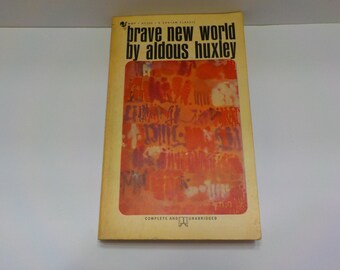 brave new world
by aldous huxley
COMPLETE AND UNABRIDGED